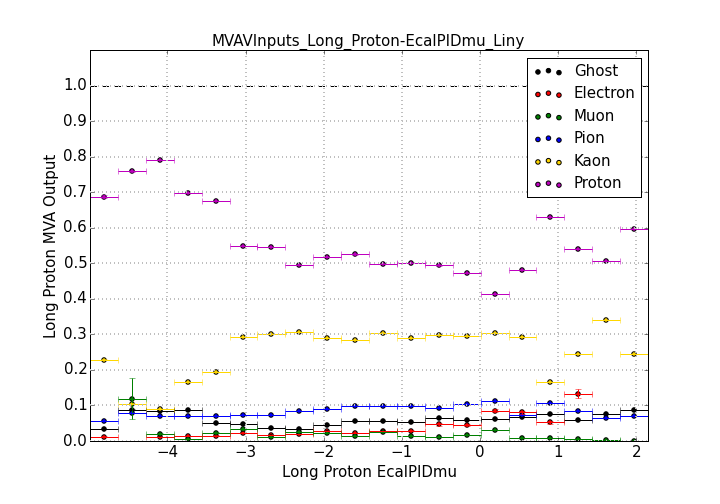 MVAVInputs_Long_Proton-EcalPIDmu_Liny
Long Proton MVA Output
1.0
0.9
0.8
0.7
0.6
0.5
0.4
0.3
0.2
0.1
0.0
Ghost
Electron
Muon
Pion
Kaon
Proton
−4 −3 −2 −1 0 1 2
Long Proton EcalPIDmu